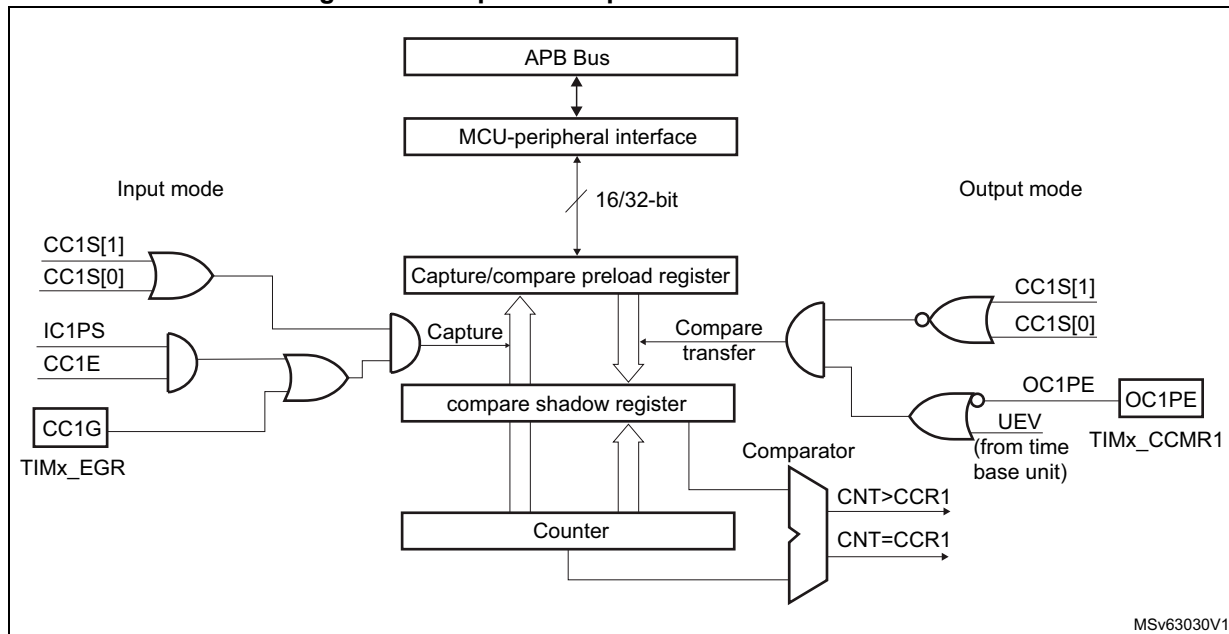 APB Bus
MCU-peripheral interface
Input mode
16/32-bit
Output mode
CC1S[1]
CC1S[0]
Capture/compare preload register
CC1S[1]
CC1S[0]
IC1PS
CC1E
Capture
Compare
transfer
CC1G
TIMx_EGR
compare shadow register
OC1PE
OC1PE
UEV
(from time
base unit)
TIMx_CCMR1
Comparator
CNT>CCR1
Counter
CNT=CCR1
MSv63030V1